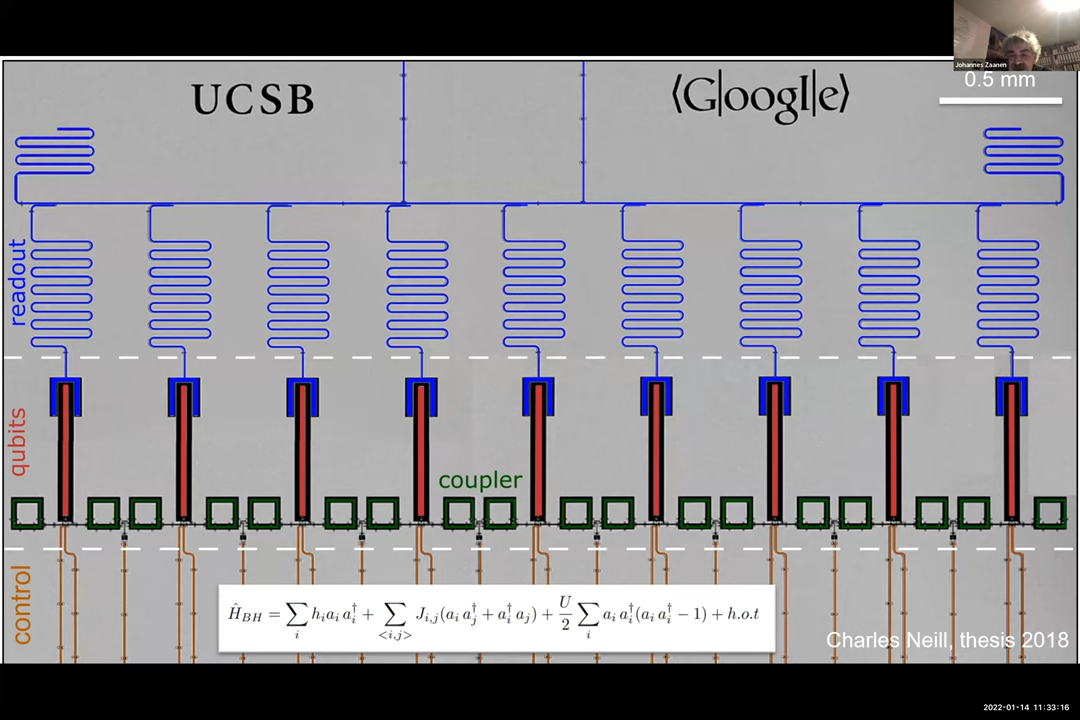 Johannes Zaanen
UCSB
⟨G|oogl|e⟩
0.5 mm
readout
qubits
coupler
control
$\hat{H}_{BH} = \sum_{i} h_i a_i\, a_i^\dagger + \sum_{<i,j>} J_{i,j}(a_i\, a_j^\dagger + a_i^\dagger\, a_j) + \frac{U}{2} \sum_{i} a_i\, a_i^\dagger (a_i\, a_i^\dagger - 1) + h.o.t$
Charles Neill, thesis 2018
2022-01-14 11:33:16